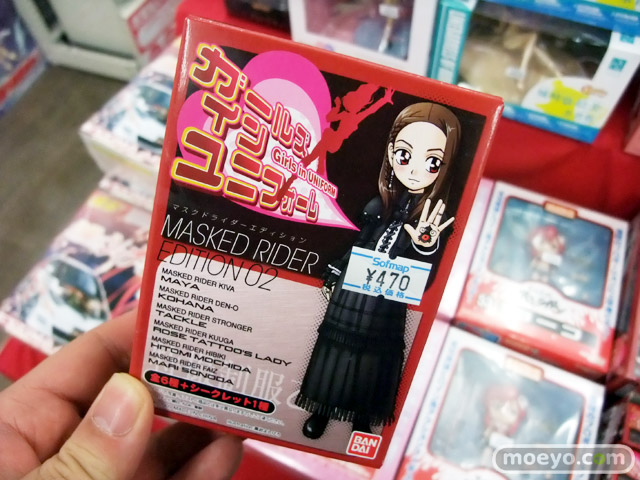 ガールズ
イン
ユニフォーム
Girls in UNIFORM
マスクドライダーエディション
MASKED RIDER
EDITION 02
MASKED RIDER KIVA
MAYA
MASKED RIDER DEN-O
KOHANA
MASKED RIDER STRONGER
TACKLE
MASKED RIDER KUUGA
ROSE TATTOO'S LADY
MASKED RIDER HIBIKI
HITOMI MOCHIDA
MASKED RIDER FAIZ
MARI SONODA
全6種+シークレット1種
Sofmap
¥470
税込価格
BAN
DAI
moeyo.com